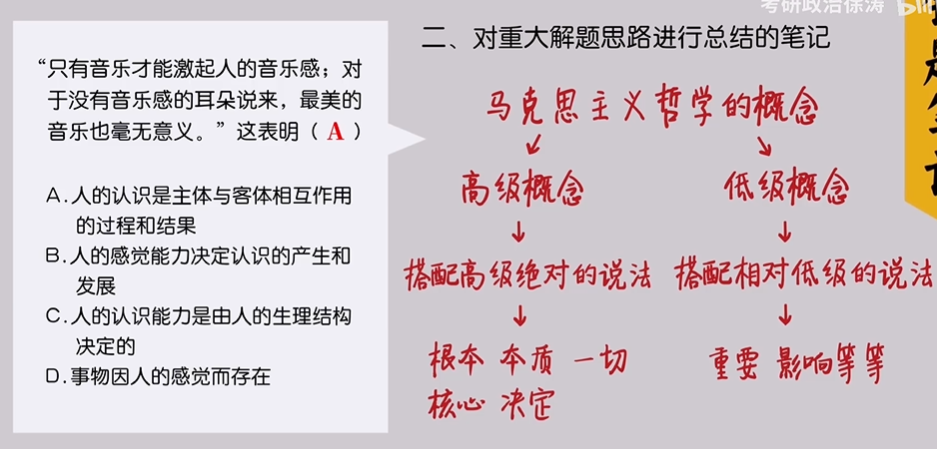 考研政治徐涛 bili
二、对重大解题思路进行总结的笔记
“只有音乐才能激起人的音乐感；对
于没有音乐感的耳朵说来，最美的
音乐也毫无意义。”这表明（ A ）
A.人的认识是主体与客体相互作用
的过程和结果
B.人的感觉能力决定认识的产生和
发展
C.人的认识能力是由人的生理结构
决定的
D.事物因人的感觉而存在
马克思主义哲学的概念
↙ ↘
高级概念 低级概念
↓ ↓
搭配高级绝对的说法 搭配相对低级的说法
↓ ↓
根本 本质 一切 重要 影响等等
核心 决定